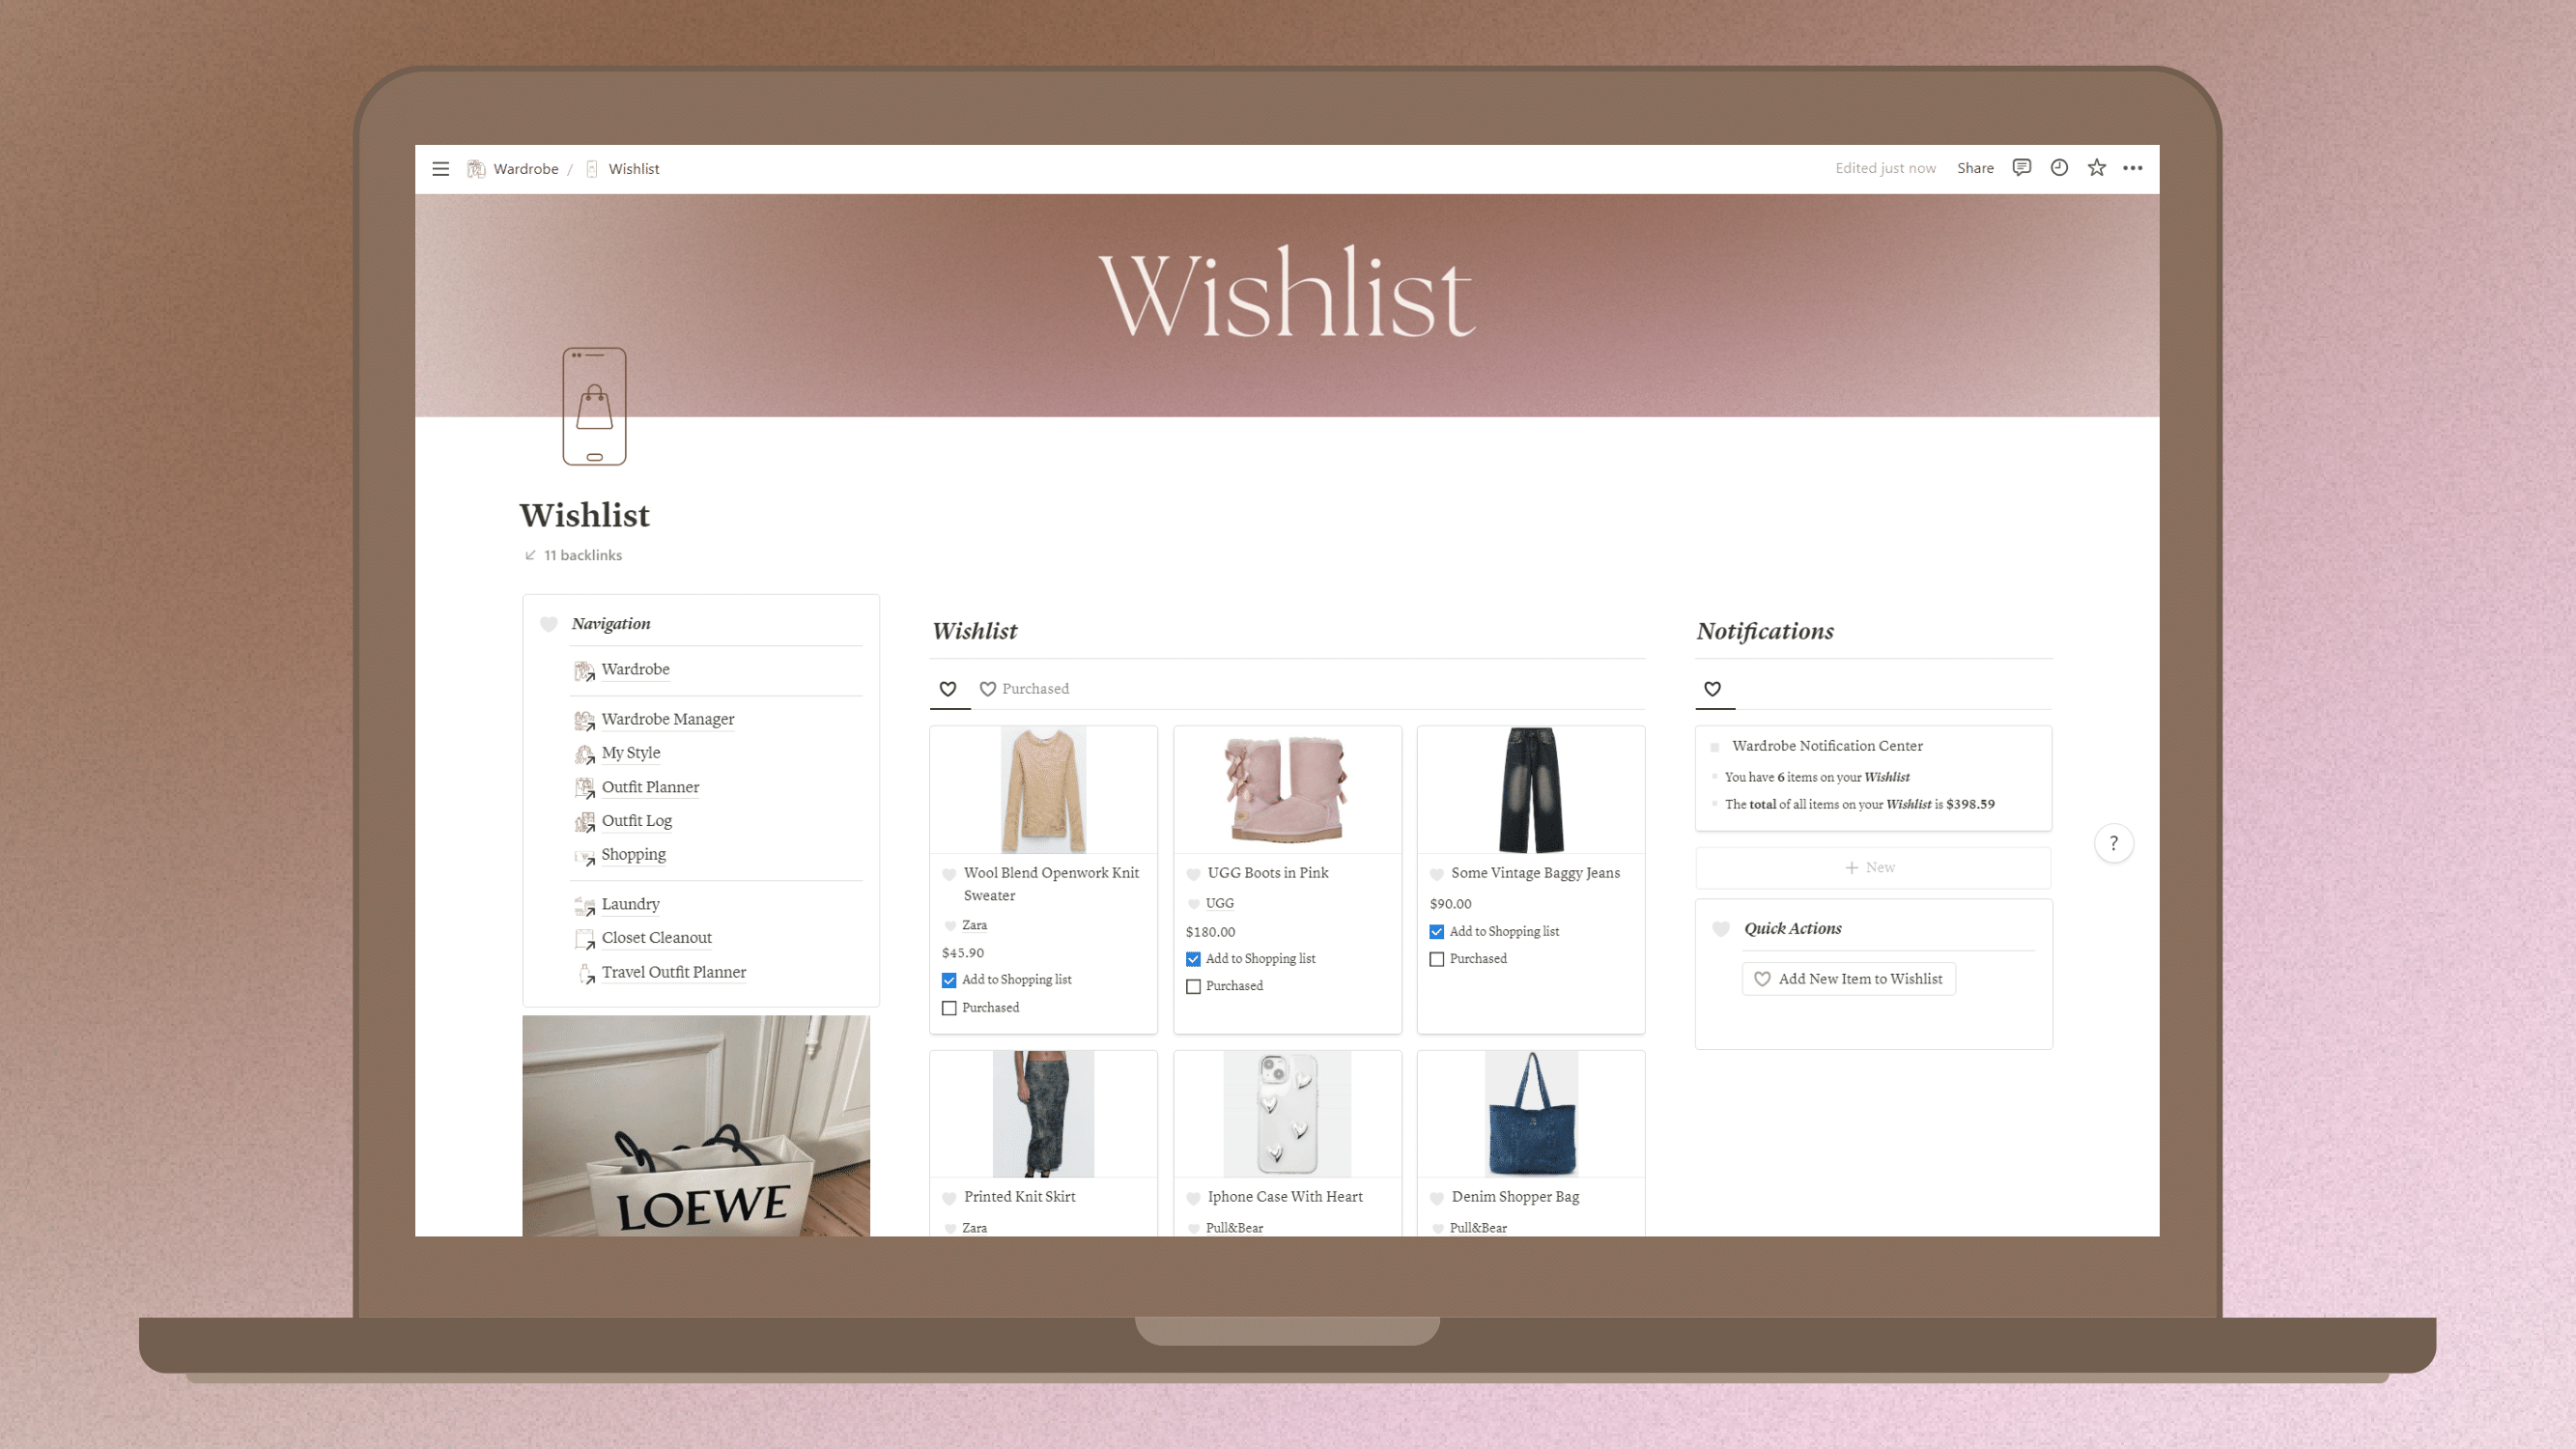 Wardrobe / Wishlist
Edited just now Share
Wishlist
Wishlist
11 backlinks
Navigation
Wardrobe
Wardrobe Manager
My Style
Outfit Planner
Outfit Log
Shopping
Laundry
Closet Cleanout
Travel Outfit Planner
LOEWE
Wishlist
Purchased
Wool Blend Openwork Knit
Sweater
Zara
$45.90
Add to Shopping list
Purchased
UGG Boots in Pink
UGG
$180.00
Add to Shopping list
Purchased
Some Vintage Baggy Jeans
$90.00
Add to Shopping list
Purchased
Printed Knit Skirt
Zara
Iphone Case With Heart
Pull&Bear
Denim Shopper Bag
Pull&Bear
Notifications
Wardrobe Notification Center
You have 6 items on your Wishlist
The total of all items on your Wishlist is $398.59
+ New
Quick Actions
Add New Item to Wishlist
?